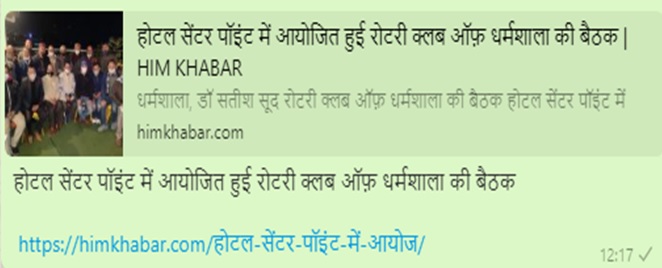 होटल सेंटर पॉइंट में आयोजित हुई रोटरी क्लब ऑफ़ धर्मशाला की बैठक |
HIM KHABAR
धर्मशाला, डॉ सतीश सूद रोटरी क्लब ऑफ़ धर्मशाला की बैठक होटल सेंटर पॉइंट में
himkhabar.com
होटल सेंटर पॉइंट में आयोजित हुई रोटरी क्लब ऑफ़ धर्मशाला की बैठक
https://himkhabar.com/होटल-सेंटर-पॉइंट-में-आयोज/
12:17